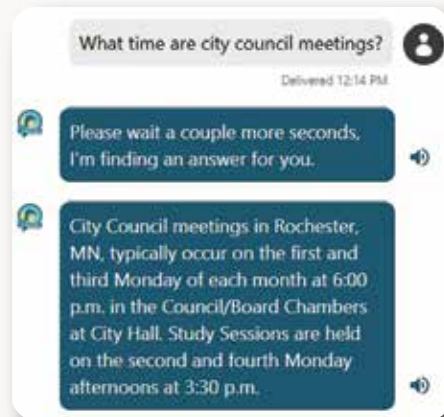 What time are city council meetings?
Delivered 12:14 PM
Please wait a couple more seconds,
I'm finding an answer for you.
City Council meetings in Rochester,
MN, typically occur on the first and
third Monday of each month at 6:00
p.m. in the Council/Board Chambers
at City Hall. Study Sessions are held
on the second and fourth Monday
afternoons at 3:30 p.m.